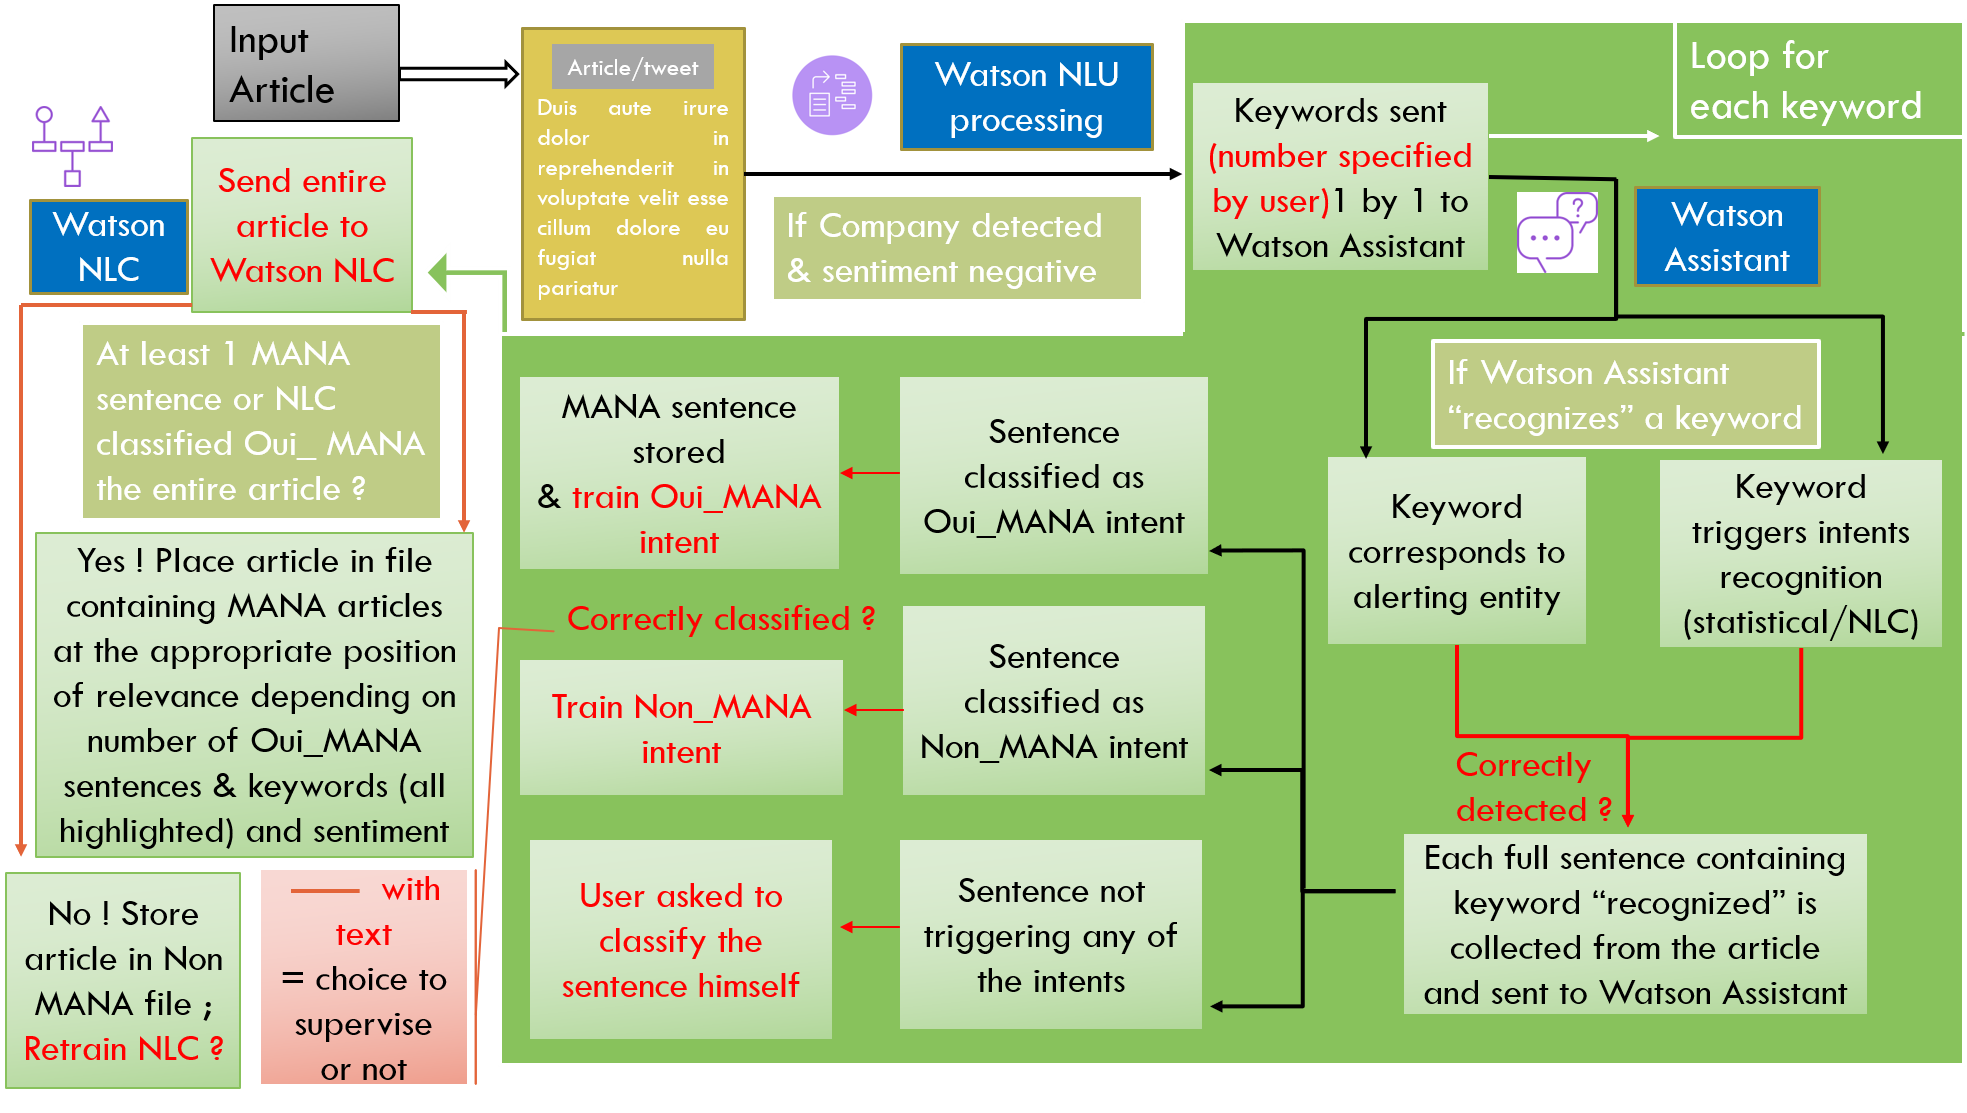 Input
Article
Article/tweet
Duis aute irure
dolor in
reprehenderit in
voluptate velit esse
cillum dolore eu
fugiat nulla
pariatur
Watson NLU
processing
If Company detected
& sentiment negative
Keywords sent
(number specified
by user)1 by 1 to
Watson Assistant
Loop for
each keyword
?
Watson
Assistant
If Watson Assistant
“recognizes” a keyword
Keyword
corresponds to
alerting entity
Keyword
triggers intents
recognition
(statistical/NLC)
Correctly
detected ?
Each full sentence containing
keyword “recognized” is
collected from the article
and sent to Watson Assistant
Sentence
classified as
Oui_MANA intent
MANA sentence
stored
& train Oui_MANA
intent
Correctly classified ?
Sentence
classified as
Non_MANA intent
Train Non_MANA
intent
Sentence not
triggering any of
the intents
User asked to
classify the
sentence himself
Watson
NLC
Send entire
article to
Watson NLC
At least 1 MANA
sentence or NLC
classified Oui_ MANA
the entire article ?
Yes ! Place article in file
containing MANA articles
at the appropriate position
of relevance depending on
number of Oui_MANA
sentences & keywords (all
highlighted) and sentiment
No ! Store
article in Non
MANA file ;
Retrain NLC ?
with
text
= choice to
supervise
or not